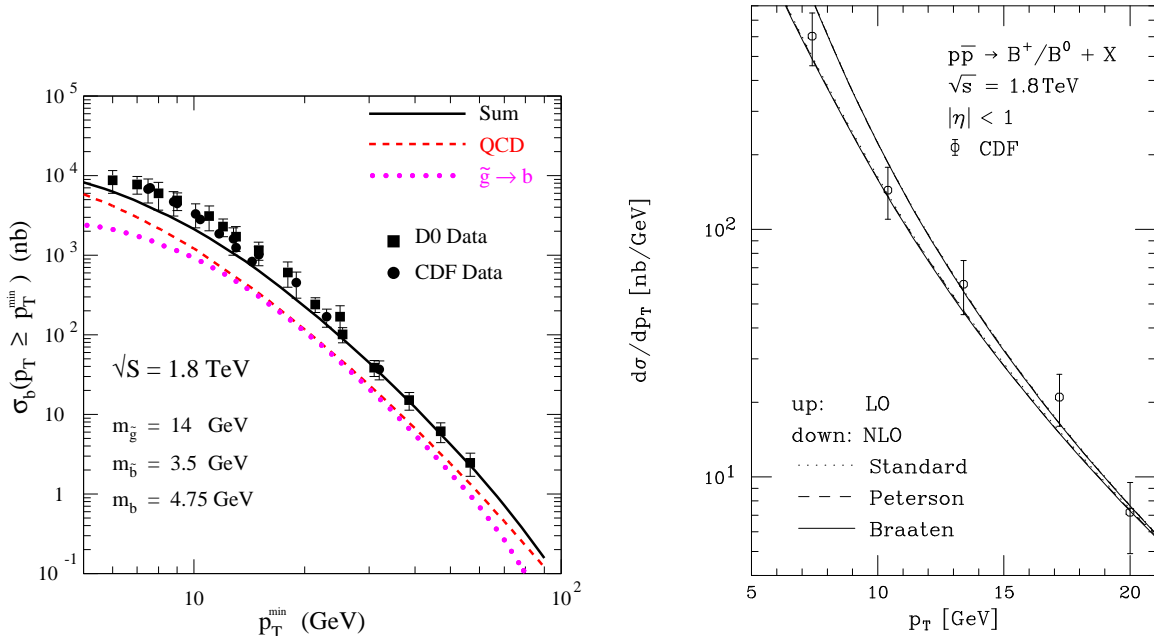 10^5
10^4
10^3
10^2
10
1
10^-1
σ_b(p_T ≥ p_T^min) (nb)
Sum
QCD
g̃ → b
D0 Data
CDF Data
√S = 1.8 TeV
m_g̃ = 14 GeV
m_b̃ = 3.5 GeV
m_b = 4.75 GeV
10 10^2
p_T^min (GeV)
pp̄ → B^+/B^0 + X
√s = 1.8 TeV
|η| < 1
CDF
10^2
10^1
dσ/dp_T [nb/GeV]
up: LO
down: NLO
Standard
Peterson
Braaten
5 10 15 20
p_T [GeV]